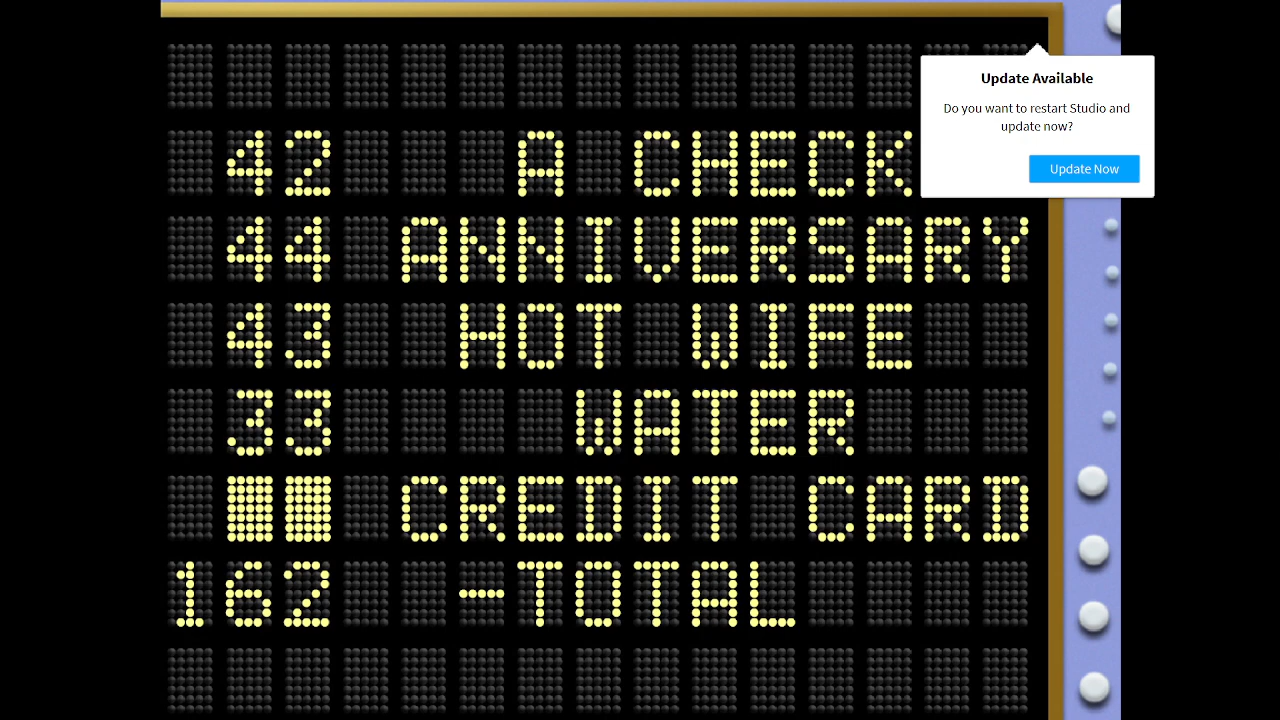 Update Available
Do you want to restart Studio and
update now?
Update Now
42 A CHECK
44 ANNIVERSARY
43 HOT WIFE
33 WATER
CREDIT CARD
162 -TOTAL